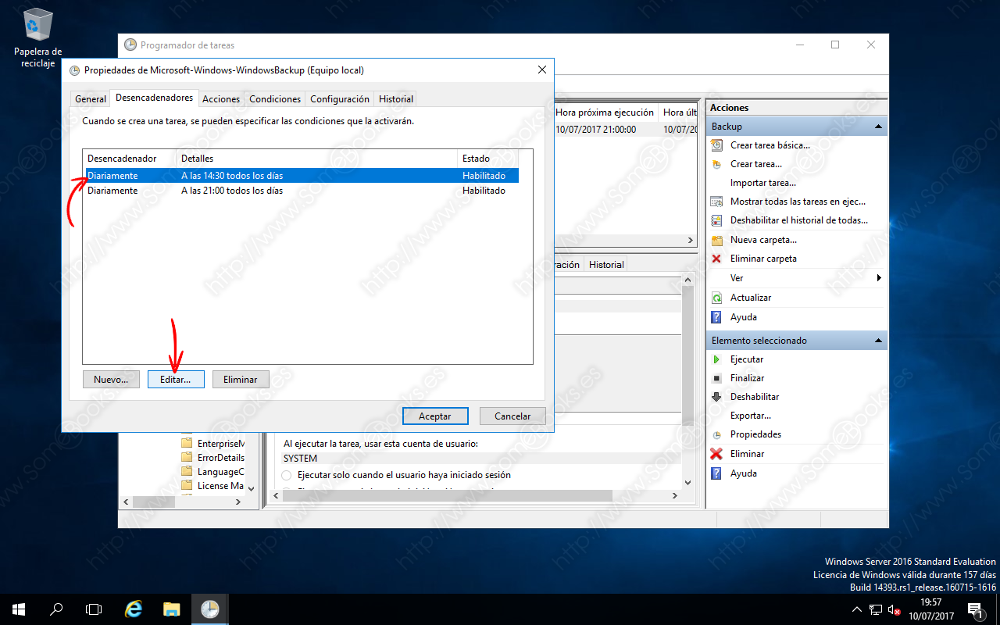 Papelera de
reciclaje
Programador de tareas
Propiedades de Microsoft-Windows-WindowsBackup (Equipo local)
General
Desencadenadores
Acciones
Condiciones
Configuración
Historial
Cuando se crea una tarea, se pueden especificar las condiciones que la activarán.
Desencadenador Detalles Estado
Diariamente A las 14:30 todos los días Habilitado
Diariamente A las 21:00 todos los días Habilitado
Nuevo... Editar... Eliminar
Aceptar Cancelar
Hora próxima ejecución Hora últ
10/07/2017 21:00:00 10/07/20
ración Historial
EnterpriseM
ErrorDetails
LanguageC
License Ma
Al ejecutar la tarea, usar esta cuenta de usuario:
SYSTEM
Ejecutar solo cuando el usuario haya iniciado sesión
Acciones
Backup
Crear tarea básica...
Crear tarea...
Importar tarea...
Mostrar todas las tareas en ejec...
Deshabilitar el historial de todas...
Nueva carpeta...
Eliminar carpeta
Ver
Actualizar
Ayuda
Elemento seleccionado
Ejecutar
Finalizar
Deshabilitar
Exportar...
Propiedades
Eliminar
Ayuda
Windows Server 2016 Standard Evaluation
Licencia de Windows válida durante 157 días
Build 14393.rs1_release.160715-1616
19:57
10/07/2017
1
http://www.SomeBooks.es